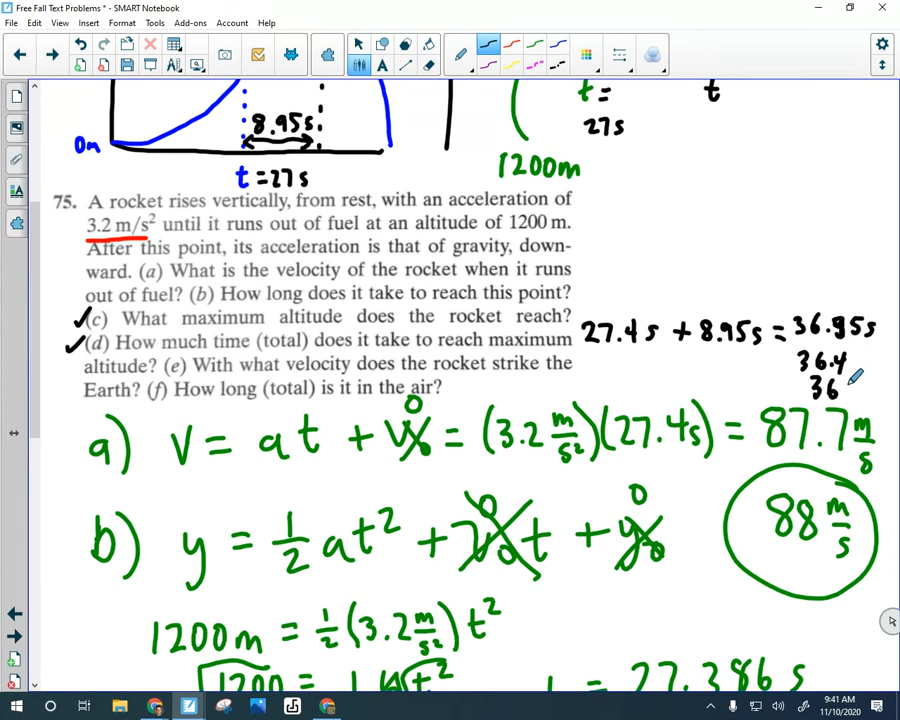 Free Fall Text Problems * - SMART Notebook
File Edit View Insert Format Tools Add-ons Account Help
0m
8.95s
t = 27s
1200m
t =
27s
t
75. A rocket rises vertically, from rest, with an acceleration of
3.2 m/s² until it runs out of fuel at an altitude of 1200 m.
After this point, its acceleration is that of gravity, down-
ward. (a) What is the velocity of the rocket when it runs
out of fuel? (b) How long does it take to reach this point?
(c) What maximum altitude does the rocket reach?
(d) How much time (total) does it take to reach maximum
altitude? (e) With what velocity does the rocket strike the
Earth? (f) How long (total) is it in the air?
27.4s + 8.95s = 36.35s
36.4
36
a) v = at + v₀ 0 = (3.2 m/s²)(27.4s) = 87.7 m/s
88 m/s
b) y = 1/2 at² + v₀ 0 t + y₀ 0
1200m = 1/2 (3.2 m/s²) t²
= 27.386 s
9:41 AM
11/10/2020